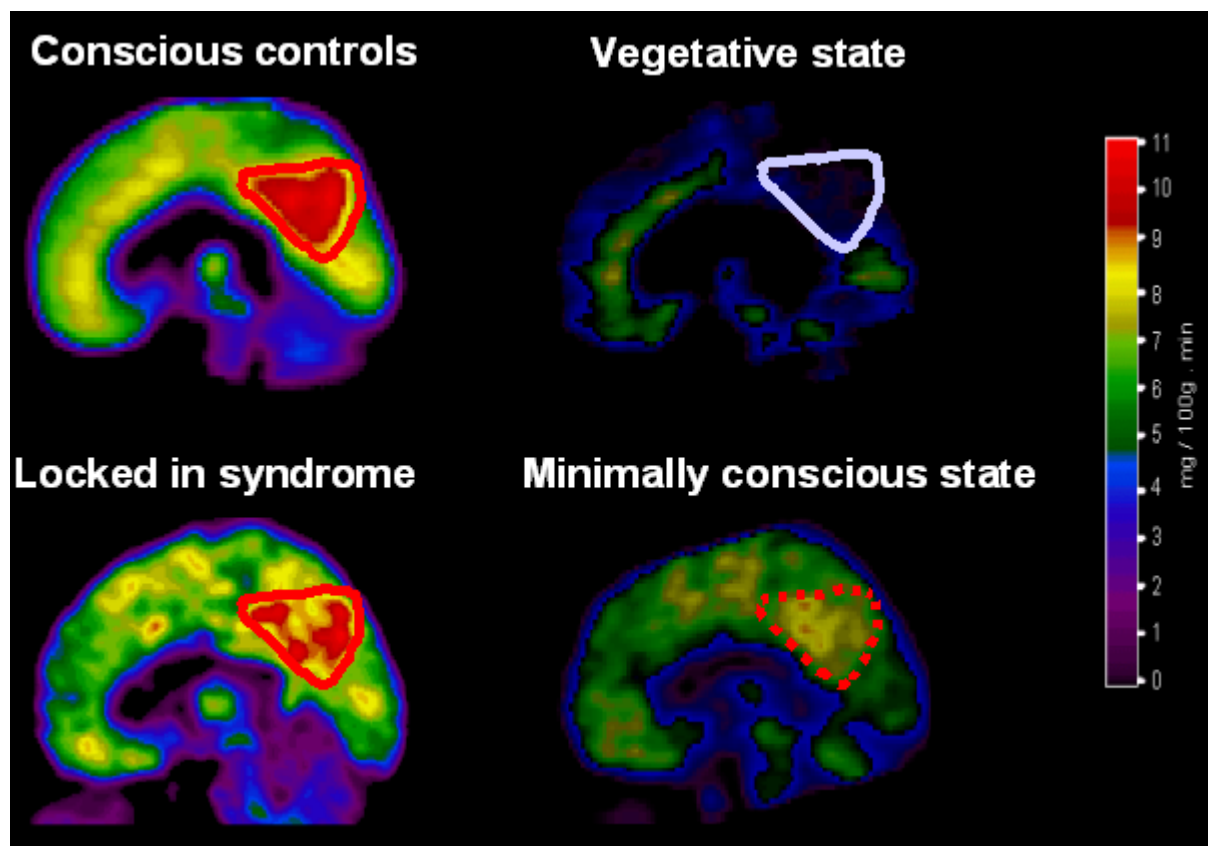 Conscious controls
Vegetative state
11
10
9
8
7
6
5
4
3
2
1
0
mg / 100g . min
Locked in syndrome
Minimally conscious state